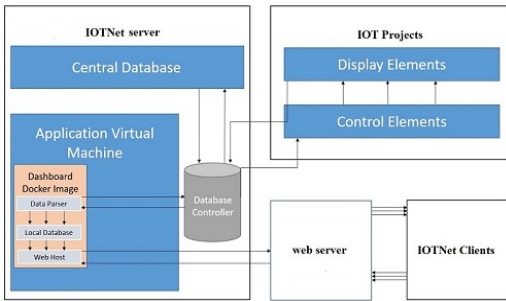 IOTNet server
Central Database
Application Virtual
Machine
Dashboard
Docker Image
Data Parser
Local Database
Web Host
Database
Controller
IOT Projects
Display Elements
Control Elements
web server
IOTNet Clients